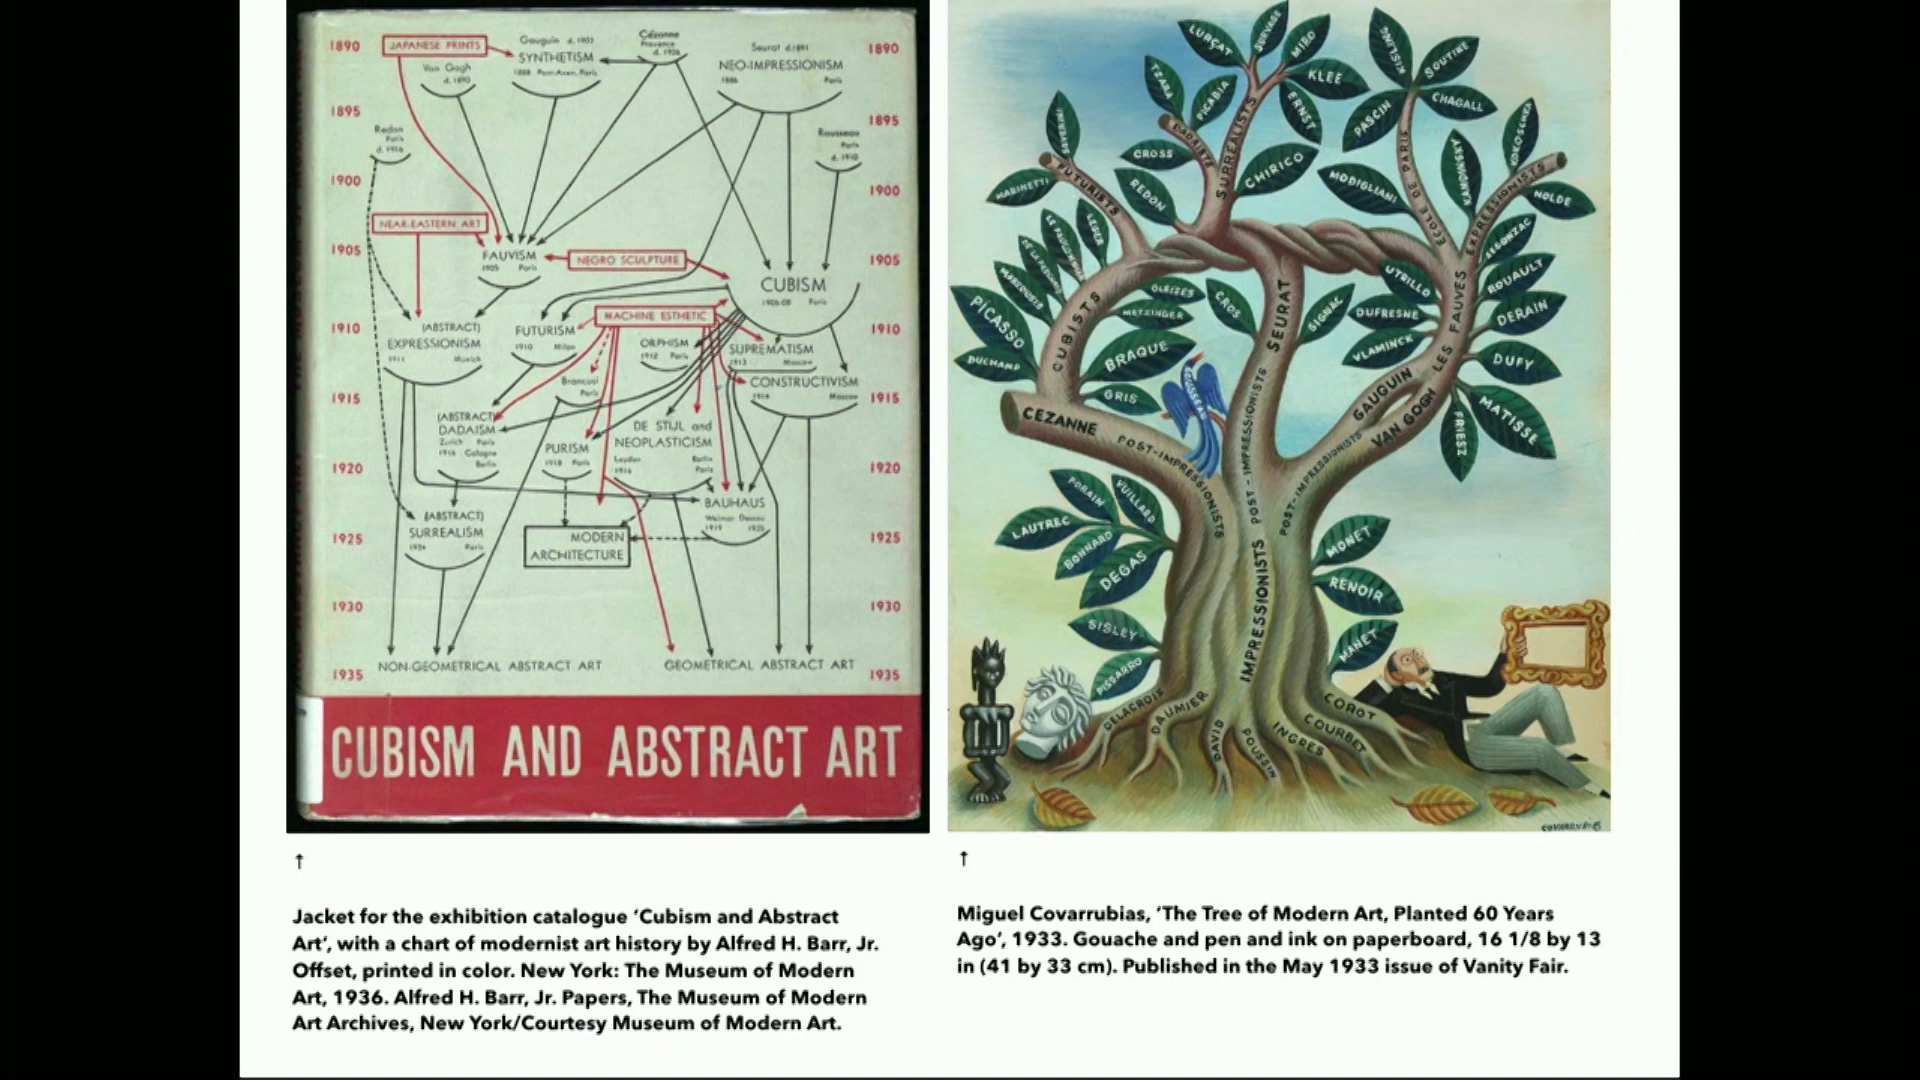 1890
JAPANESE PRINTS
Van Gogh
d. 1890
Gauguin d. 1903
SYNTHETISM
1888 Pont-Aven, Paris
Cézanne
Provence
d. 1906
Seurat d.1891
NEO-IMPRESSIONISM
1886 Paris
1890
1895
1895
Redon
Paris
d. 1916
Rousseau
Paris
d. 1910
1900
1900
NEAR-EASTERN ART
1905
FAUVISM
1905 Paris
NEGRO SCULPTURE
1905
CUBISM
1906-08 Paris
1910
(ABSTRACT)
EXPRESSIONISM
1911 Munich
FUTURISM
1910 Milan
MACHINE ESTHETIC
ORPHISM
1912 Paris
SUPREMATISM
1913 Moscow
1910
Brancusi
Paris
CONSTRUCTIVISM
1914 Moscow
1915
1915
(ABSTRACT)
DADAISM
Zurich Paris
1916 Cologne
Berlin
PURISM
1918 Paris
DE STIJL and
NEOPLASTICISM
Leyden Berlin
1916 Paris
1920
1920
BAUHAUS
Weimar Dessau
1919 1925
(ABSTRACT)
SURREALISM
1924 Paris
MODERN
ARCHITECTURE
1925
1925
1930
1930
NON-GEOMETRICAL ABSTRACT ART
GEOMETRICAL ABSTRACT ART
1935
1935
CUBISM AND ABSTRACT ART
LURÇAT
SURVAGE
MIRO
KLEE
ERNST
TZARA
PICABIA
DADAISTS
SURREALISTS
CHIRICO
REDON
KISLING
SOUTINE
CHAGALL
PASCIN
MODIGLIANI
ECOLE DE PARIS
KANDINSKY
KOKOSCHKA
NOLDE
EXPRESSIONISTS
SEVERINI
CROSS
MARINETTI
FUTURISTS
LEGER
LE FAUCONNIER
DE LA FRESNAYE
MARCOUSSIS
PICASSO
DUCHAMP
CUBISTS
GLEIZES
METZINGER
BRAQUE
GRIS
CROS
SEURAT
SIGNAC
UTRILLO
DUFRESNE
VLAMINCK
LES FAUVES
SEGONZAC
ROUAULT
DERAIN
DUFY
MATISSE
FRIESZ
ROUSSEAU
CEZANNE
POST-IMPRESSIONISTS
POST-IMPRESSIONISTS
GAUGUIN
VAN GOGH
POST-IMPRESSIONISTS
FORAIN
VUILLARD
LAUTREC
BONNARD
DEGAS
SISLEY
PISSARRO
IMPRESSIONISTS
MONET
RENOIR
MANET
DELACROIX
DAUMIER
DAVID
POUSSIN
INGRES
COURBET
COROT
COVARRUBIAS
↑
Jacket for the exhibition catalogue ‘Cubism and Abstract
Art’, with a chart of modernist art history by Alfred H. Barr, Jr.
Offset, printed in color. New York: The Museum of Modern
Art, 1936. Alfred H. Barr, Jr. Papers, The Museum of Modern
Art Archives, New York/Courtesy Museum of Modern Art.
↑
Miguel Covarrubias, ‘The Tree of Modern Art, Planted 60 Years
Ago’, 1933. Gouache and pen and ink on paperboard, 16 1/8 by 13
in (41 by 33 cm). Published in the May 1933 issue of Vanity Fair.